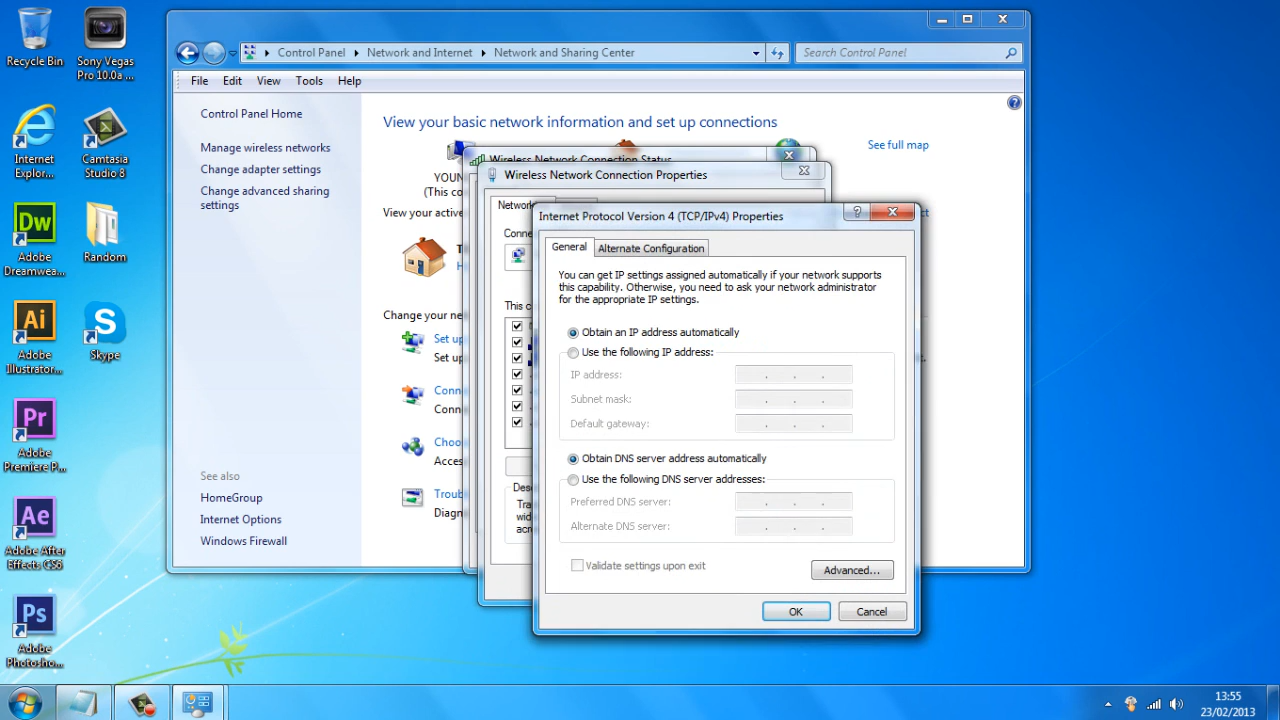 Recycle Bin
Sony Vegas
Pro 10.0a ...
Internet
Explor...
Camtasia
Studio 8
Adobe
Dreamwea...
Random
Adobe
Illustrator...
Skype
Adobe
Premiere P...
Adobe After
Effects CS6
Adobe
Photosho...
Control Panel
Network and Internet
Network and Sharing Center
Search Control Panel
File Edit View Tools Help
Control Panel Home
Manage wireless networks
Change adapter settings
Change advanced sharing
settings
See also
HomeGroup
Internet Options
Windows Firewall
View your basic network information and set up connections
See full map
(This co
View your active
Change your ne
Set up
Set up
Conn
Conn
Choo
Acces
Troub
Diagn
Wireless Network Connection Status
Wireless Network Connection Properties
Network
Conne
This c
Des
Tra
wid
acr
Internet Protocol Version 4 (TCP/IPv4) Properties
General
Alternate Configuration
You can get IP settings assigned automatically if your network supports
this capability. Otherwise, you need to ask your network administrator
for the appropriate IP settings.
Obtain an IP address automatically
Use the following IP address:
IP address:
Subnet mask:
Default gateway:
Obtain DNS server address automatically
Use the following DNS server addresses:
Preferred DNS server:
Alternate DNS server:
Validate settings upon exit
Advanced...
OK
Cancel
13:55
23/02/2013